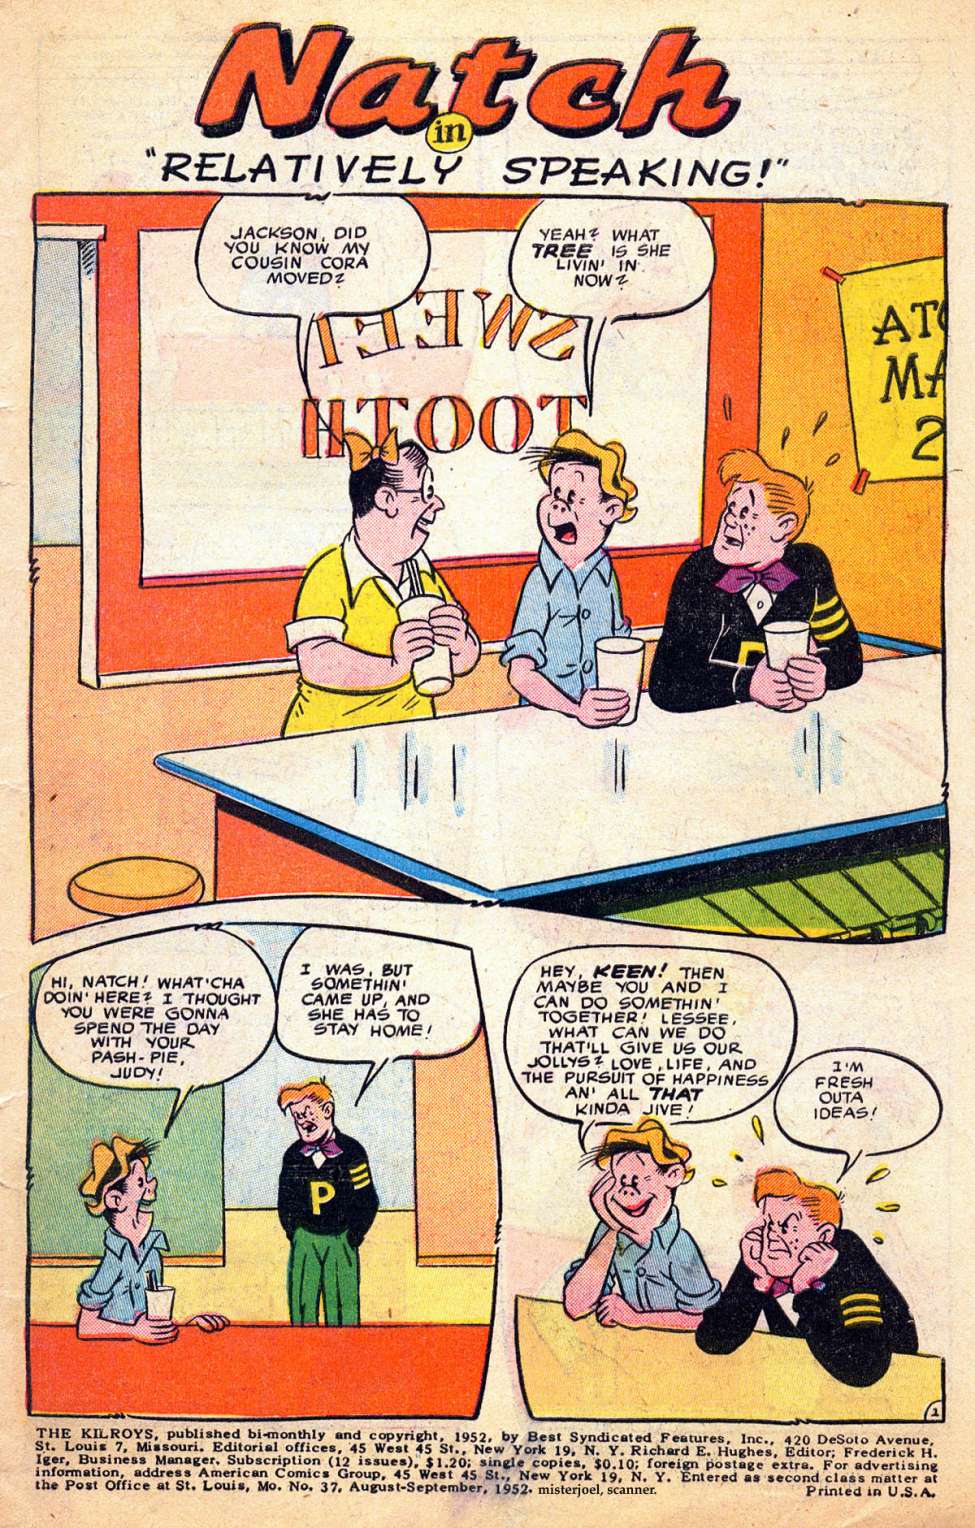 Natch
in
"RELATIVELY SPEAKING!"
JACKSON, DID
YOU KNOW MY
COUSIN CORA
MOVED?
YEAH? WHAT
TREE IS SHE
LIVIN' IN
NOW?
SWEET
TOOTH
ATO
MA
2
HI, NATCH! WHAT'CHA
DOIN' HERE? I THOUGHT
YOU WERE GONNA
SPEND THE DAY
WITH YOUR
PASH-PIE,
JUDY!
I WAS, BUT
SOMETHIN'
CAME UP, AND
SHE HAS TO
STAY HOME!
P
HEY, KEEN! THEN
MAYBE YOU AND I
CAN DO SOMETHIN'
TOGETHER! LESSEE,
WHAT CAN WE DO
THAT'LL GIVE US OUR
JOLLYS? LOVE, LIFE, AND
THE PURSUIT OF HAPPINESS
AN' ALL THAT
KINDA JIVE!
I'M
FRESH
OUTA
IDEAS!
1
THE KILROYS, published bi-monthly and copyright, 1952, by Best Syndicated Features, Inc., 420 DeSoto Avenue,
St. Louis 7, Missouri. Editorial offices, 45 West 45 St., New York 19, N. Y. Richard E. Hughes, Editor; Frederick H.
Iger, Business Manager. Subscription (12 issues), $1.20; single copies, $0.10; foreign postage extra. For advertising
information, address American Comics Group, 45 West 45 St., New York 19, N. Y. Entered as second class matter at
the Post Office at St. Louis, Mo. No. 37, August-September, 1952. misterjoel, scanner. Printed in U.S.A.